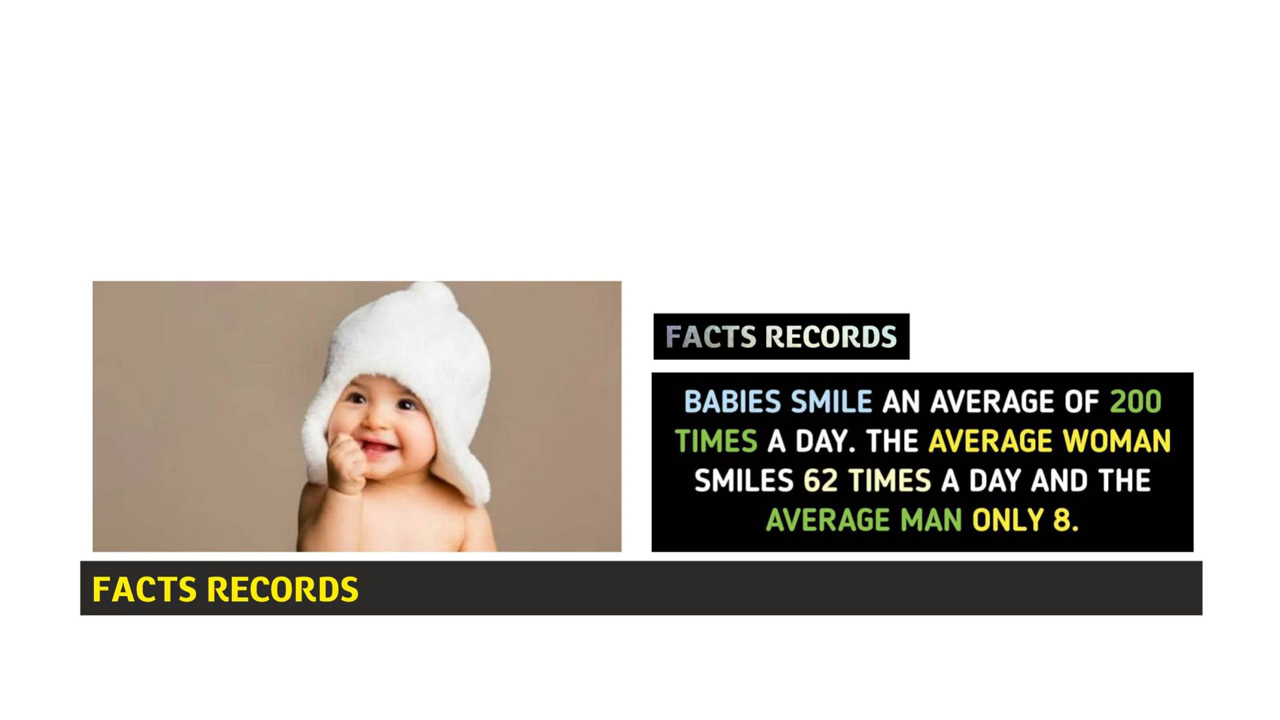 FACTS RECORDS
BABIES SMILE AN AVERAGE OF 200
TIMES A DAY. THE AVERAGE WOMAN
SMILES 62 TIMES A DAY AND THE
AVERAGE MAN ONLY 8.
FACTS RECORDS